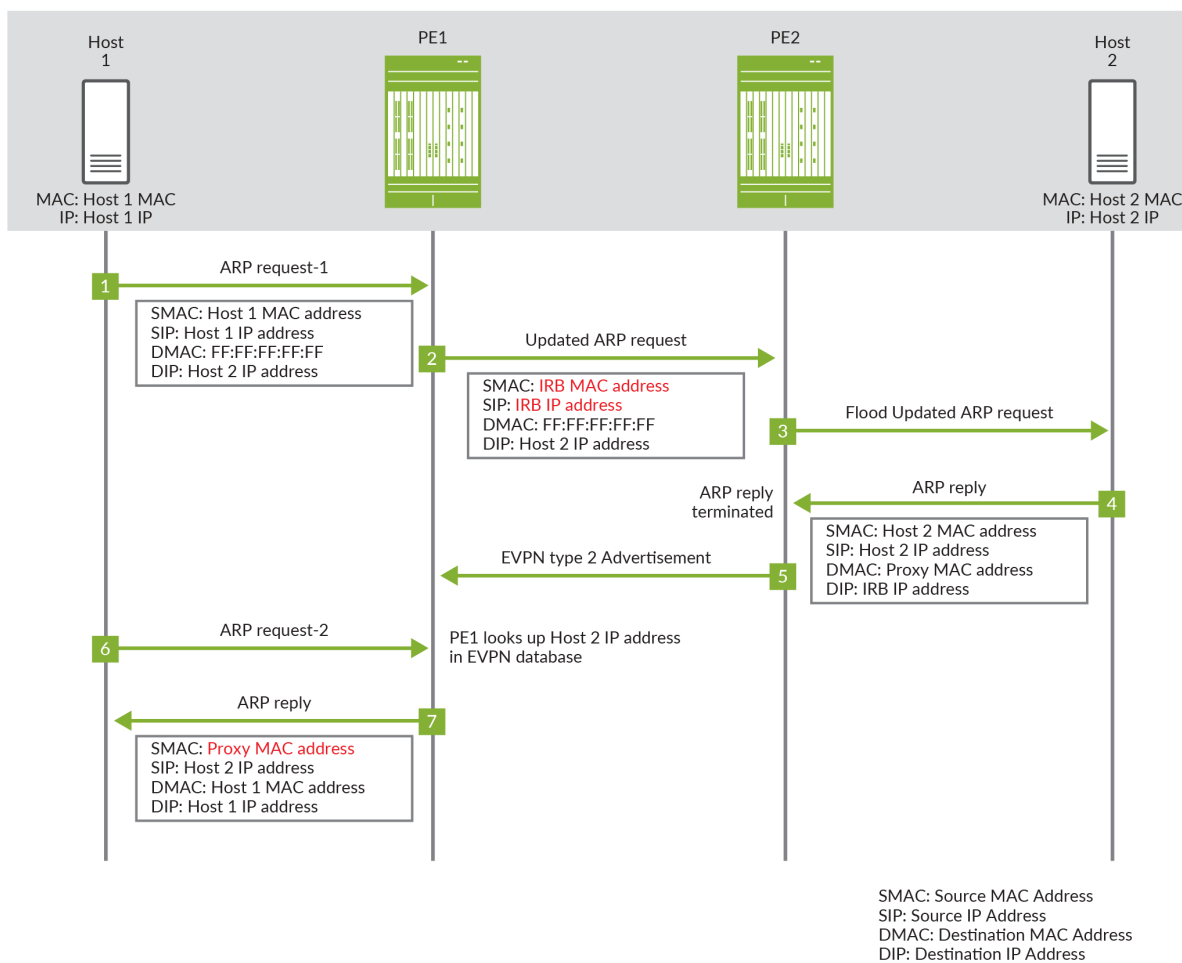 Host
1
PE1
PE2
Host
2
MAC: Host 1 MAC
IP: Host 1 IP
MAC: Host 2 MAC
IP: Host 2 IP
1
ARP request-1
SMAC: Host 1 MAC address
SIP: Host 1 IP address
DMAC: FF:FF:FF:FF:FF
DIP: Host 2 IP address
2
Updated ARP request
SMAC: IRB MAC address
SIP: IRB IP address
DMAC: FF:FF:FF:FF:FF
DIP: Host 2 IP address
3
Flood Updated ARP request
ARP reply
terminated
ARP reply
4
SMAC: Host 2 MAC address
SIP: Host 2 IP address
DMAC: Proxy MAC address
DIP: IRB IP address
EVPN type 2 Advertisement
5
6
ARP request-2
PE1 looks up Host 2 IP address
in EVPN database
ARP reply
7
SMAC: Proxy MAC address
SIP: Host 2 IP address
DMAC: Host 1 MAC address
DIP: Host 1 IP address
SMAC: Source MAC Address
SIP: Source IP Address
DMAC: Destination MAC Address
DIP: Destination IP Address